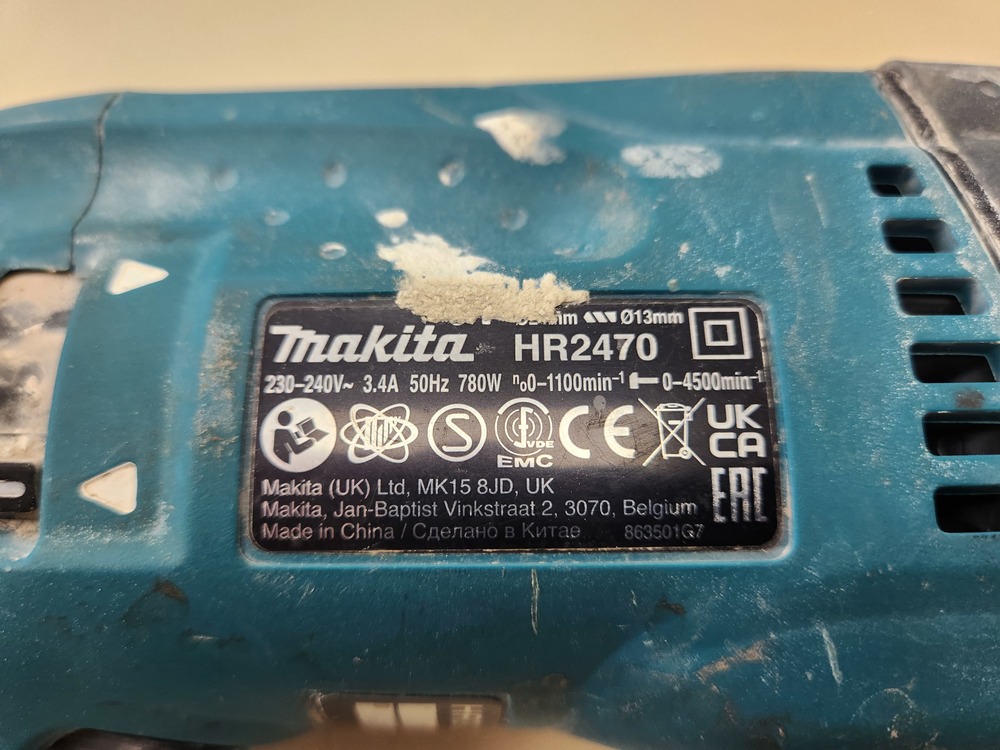 Ø13mm
makita HR2470
230-240V~ 3.4A 50Hz 780W n₀0-1100min⁻¹ 0-4500min⁻¹
S
VDE
EMC
CE
UK
CA
EAC
Makita (UK) Ltd, MK15 8JD, UK
Makita, Jan-Baptist Vinkstraat 2, 3070, Belgium
Made in China / Сделано в Китае 863501G7